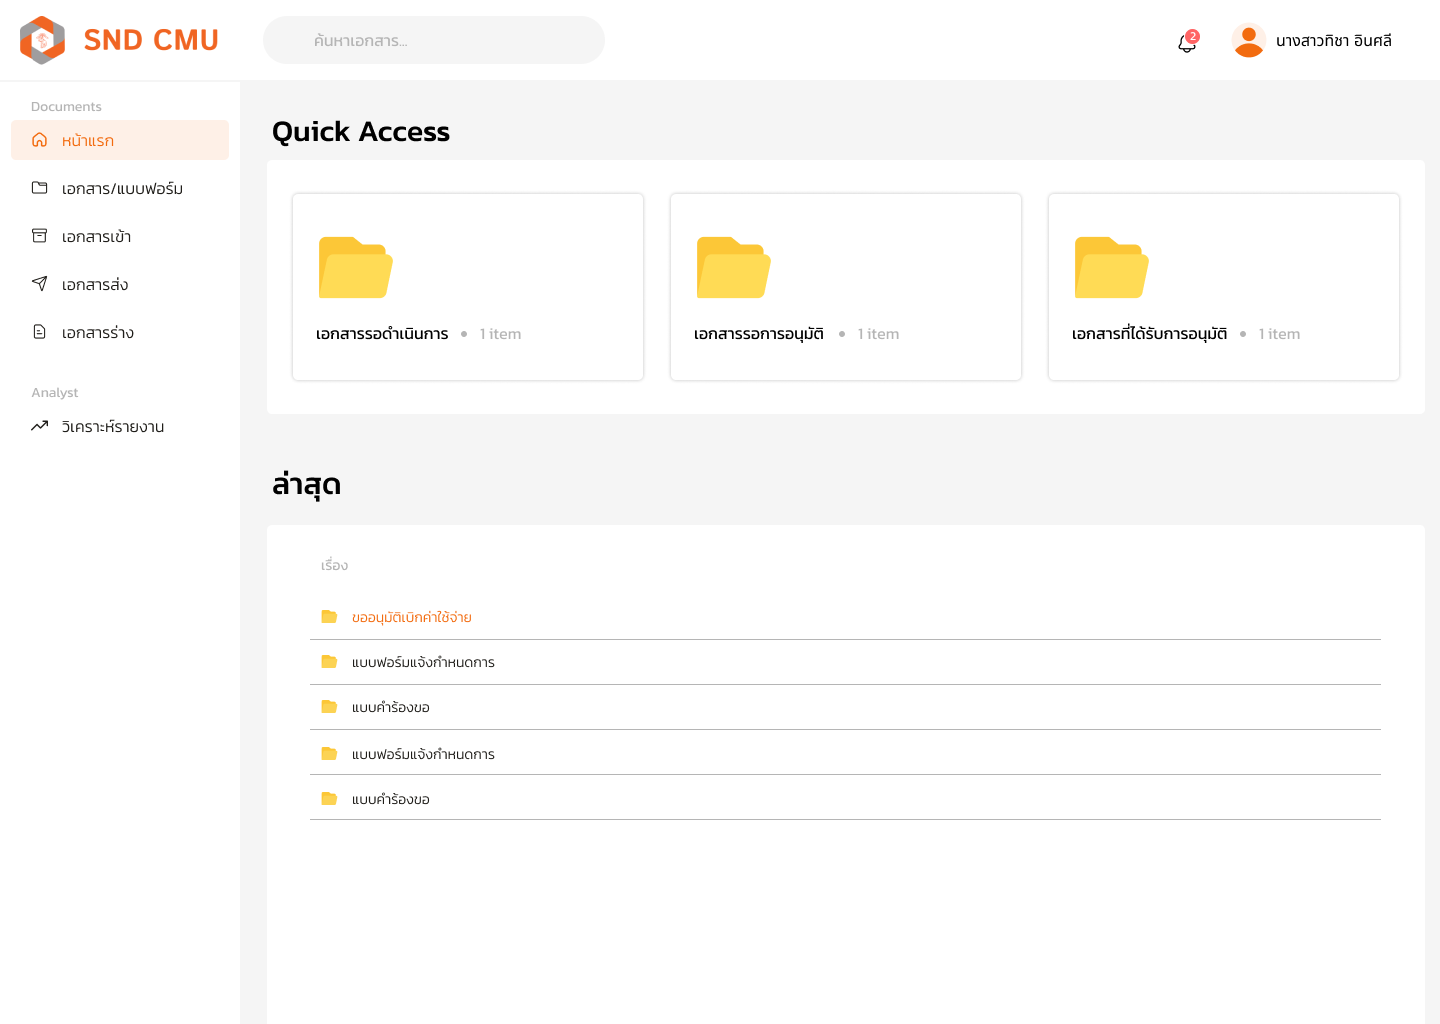 SND CMU
ค้นหาเอกสาร...
2
นางสาวทิชา อินศลี
Documents
หน้าแรก
เอกสาร/แบบฟอร์ม
เอกสารเข้า
เอกสารส่ง
เอกสารร่าง
Analyst
วิเคราะห์รายงาน
Quick Access
เอกสารรอดำเนินการ • 1 item
เอกสารรอการอนุมัติ • 1 item
เอกสารที่ได้รับการอนุมัติ • 1 item
ล่าสุด
เรื่อง
ขออนุมัติเบิกค่าใช้จ่าย
แบบฟอร์มแจ้งกำหนดการ
แบบคำร้องขอ
แบบฟอร์มแจ้งกำหนดการ
แบบคำร้องขอ